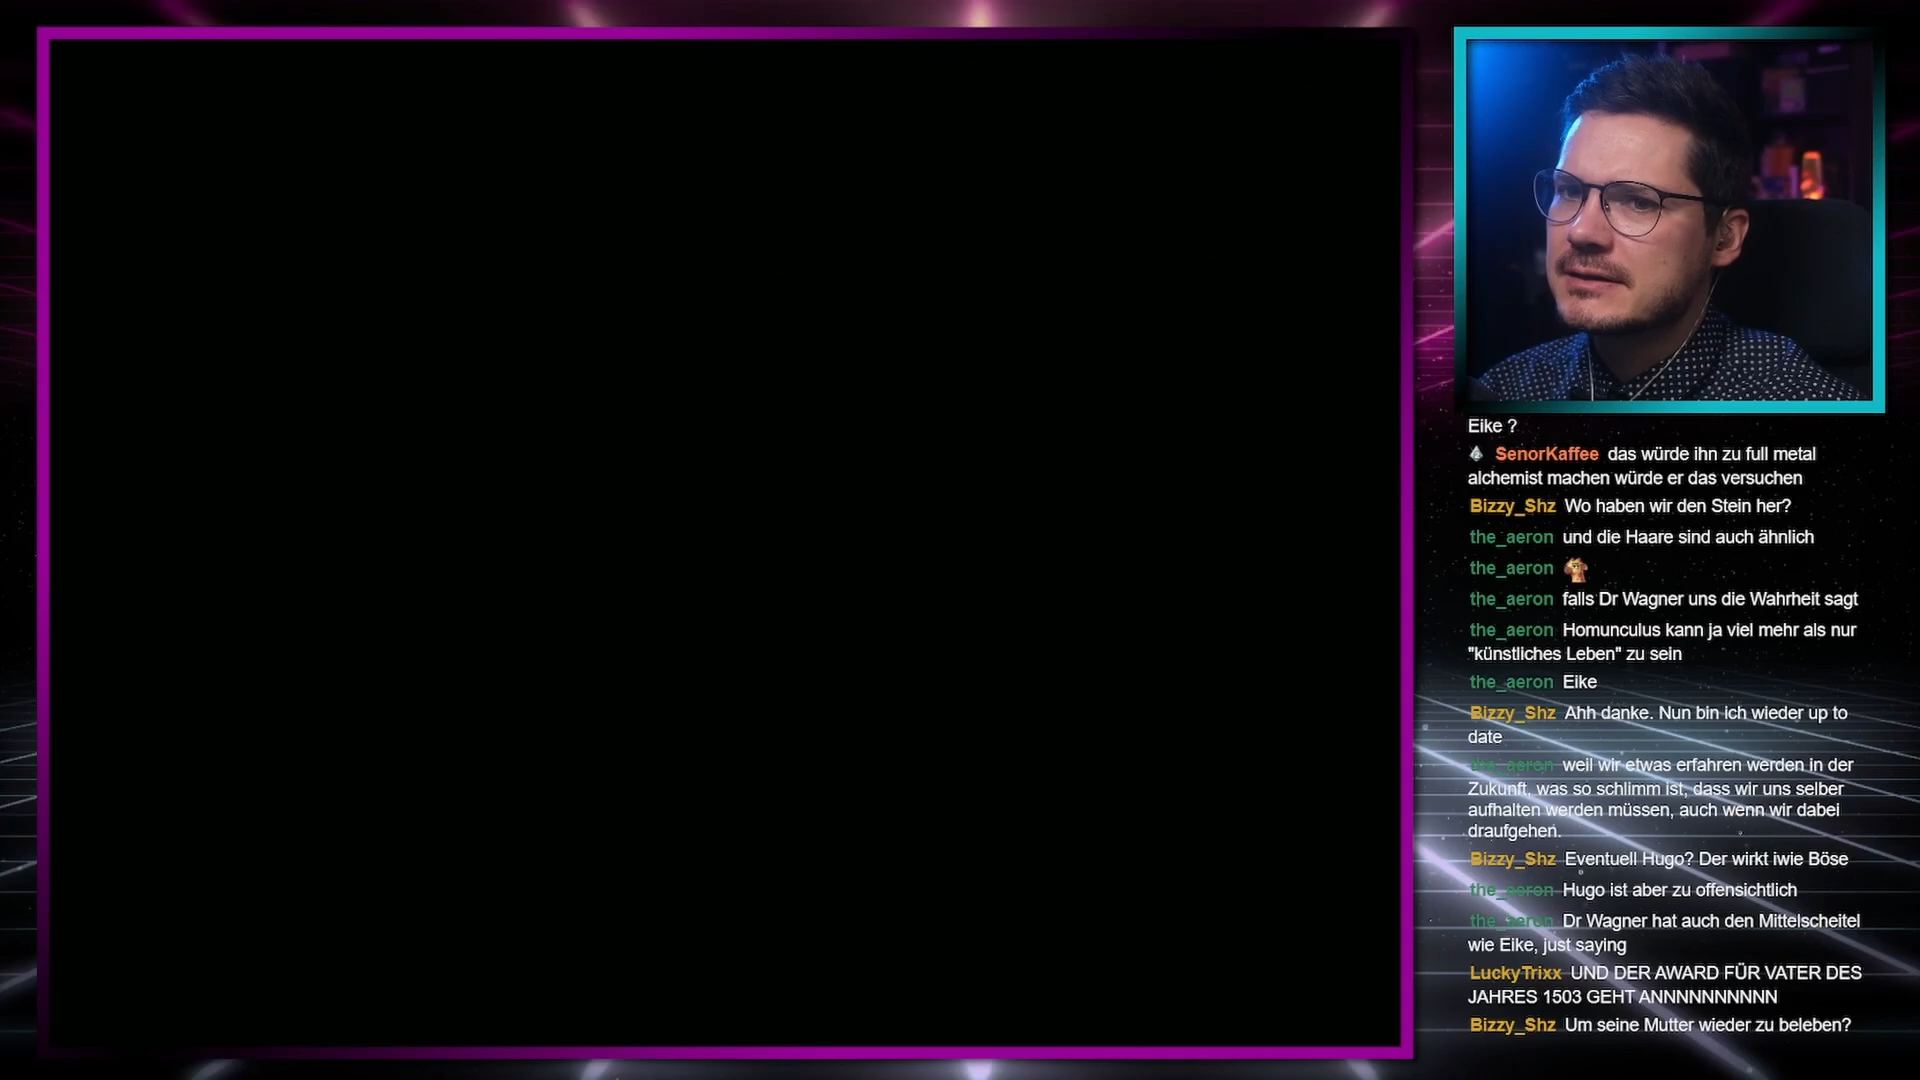 Eike ?
SenorKaffee das würde ihn zu full metal
alchemist machen würde er das versuchen
Bizzy_Shz Wo haben wir den Stein her?
the_aeron und die Haare sind auch ähnlich
the_aeron
the_aeron falls Dr Wagner uns die Wahrheit sagt
the_aeron Homunculus kann ja viel mehr als nur
"künstliches Leben" zu sein
the_aeron Eike
Bizzy_Shz Ahh danke. Nun bin ich wieder up to
date
the_aeron weil wir etwas erfahren werden in der
Zukunft, was so schlimm ist, dass wir uns selber
aufhalten werden müssen, auch wenn wir dabei
draufgehen.
Bizzy_Shz Eventuell Hugo? Der wirkt iwie Böse
the_aeron Hugo ist aber zu offensichtlich
the_aeron Dr Wagner hat auch den Mittelscheitel
wie Eike, just saying
LuckyTrixx UND DER AWARD FÜR VATER DES
JAHRES 1503 GEHT ANNNNNNNNNN
Bizzy_Shz Um seine Mutter wieder zu beleben?